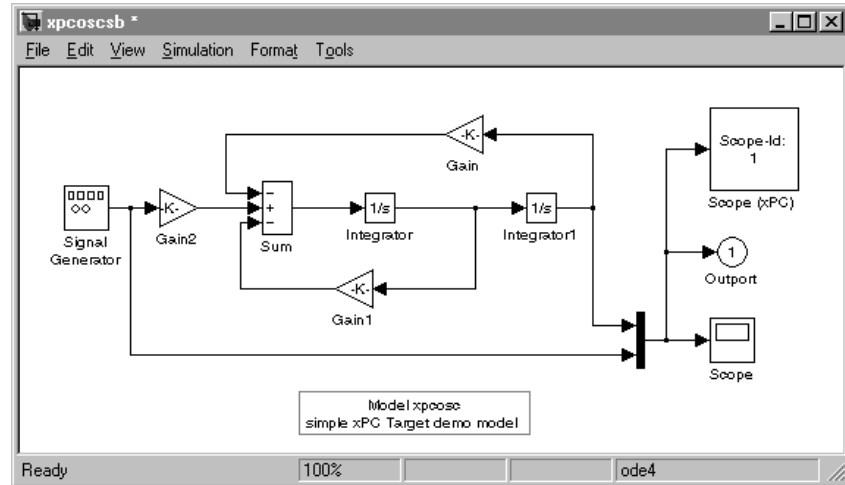 xpcoscsb *
File Edit View Simulation Format Tools
-K-
Gain
Scope-Id:
1
Scope (xPC)
Signal
Generator
-K-
Gain2
−
+
−
Sum
1/s
Integrator
1/s
Integrator1
-K-
Gain1
1
Outport
Scope
Model xpcosc
simple xPC Target demo model
Ready 100% ode4